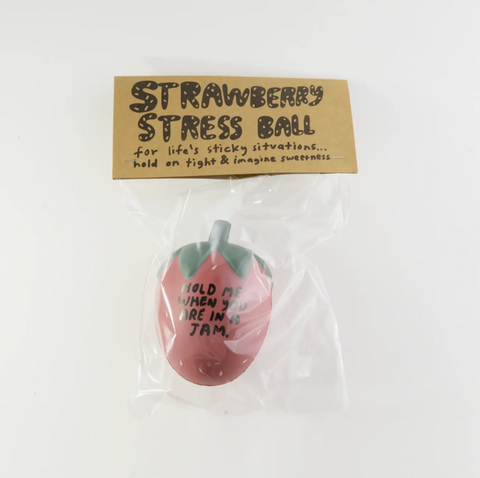 STRAWBERRY
STRESS BALL
for life's sticky situations...
hold on tight & imagine sweetness
HOLD ME
WHEN YOU
ARE IN A
JAM.